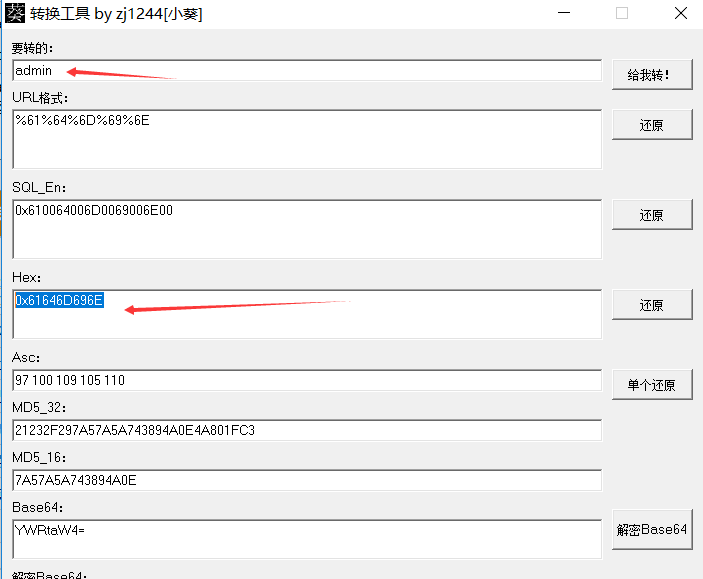 葵 转换工具 by zj1244[小葵]
要转的：
admin
给我转！
URL格式：
%61%64%6D%69%6E
还原
SQL_En：
0x610064006D0069006E00
还原
Hex：
0x61646D696E
还原
Asc：
97 100 109 105 110
单个还原
MD5_32：
21232F297A57A5A743894A0E4A801FC3
MD5_16：
7A57A5A743894A0E
Base64：
YWRtaW4=
解密Base64
解密Base64：